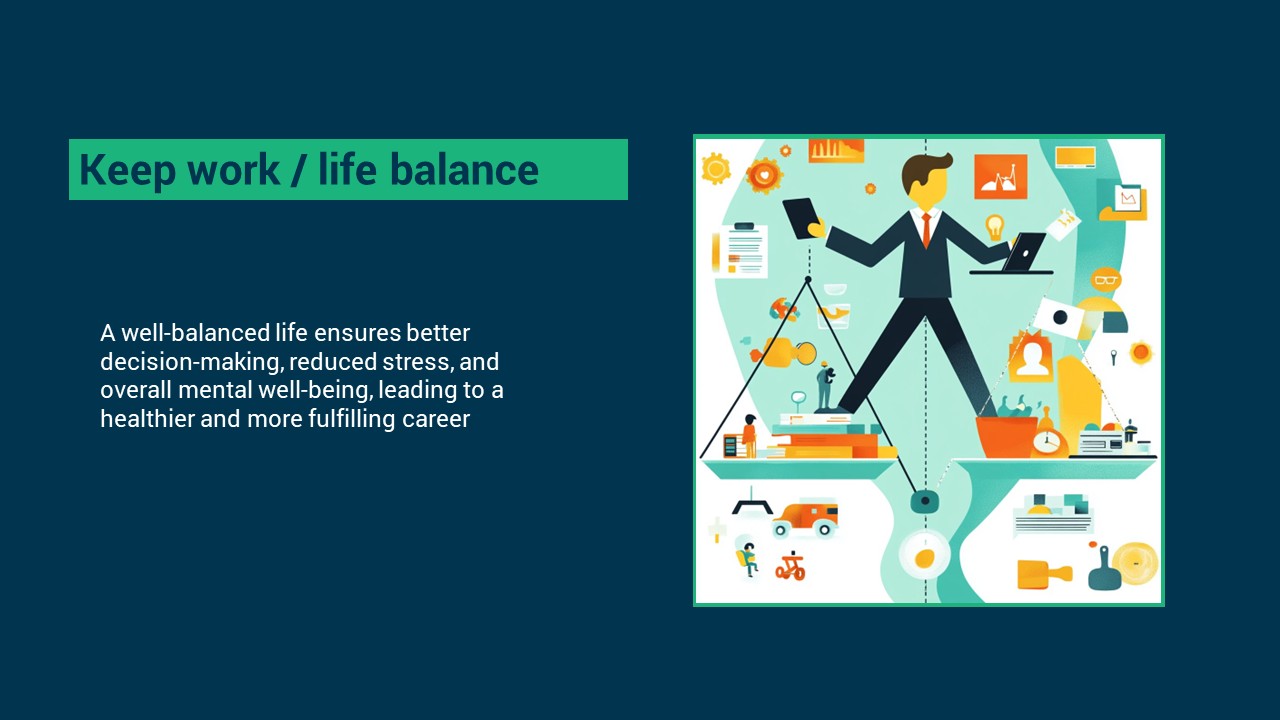 Keep work / life balance
A well-balanced life ensures better
decision-making, reduced stress, and
overall mental well-being, leading to a
healthier and more fulfilling career